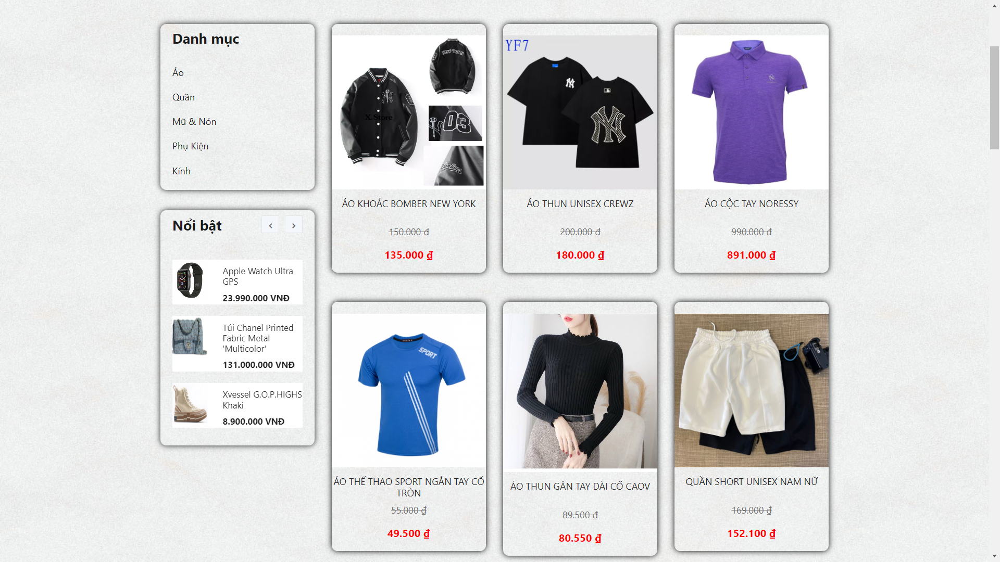 Danh mục
Áo
Quần
Mũ & Nón
Phụ Kiện
Kính
Nổi bật
Apple Watch Ultra
GPS
23.990.000 VNĐ
Túi Chanel Printed
Fabric Metal
'Multicolor'
131.000.000 VNĐ
Xvessel G.O.P.HIGHS
Khaki
8.900.000 VNĐ
NEW YORK
NY
03
X.Store
ÁO KHOÁC BOMBER NEW YORK
150.000 ₫
135.000 ₫
YF7
NY
NY
ÁO THUN UNISEX CREWZ
200.000 ₫
180.000 ₫
ÁO CỘC TAY NORESSY
990.000 ₫
891.000 ₫
SPORT
ÁO THỂ THAO SPORT NGẮN TAY CỔ
TRÒN
55.000 ₫
49.500 ₫
ÁO THUN GÂN TAY DÀI CỔ CAOV
89.500 ₫
80.550 ₫
QUẦN SHORT UNISEX NAM NỮ
169.000 ₫
152.100 ₫